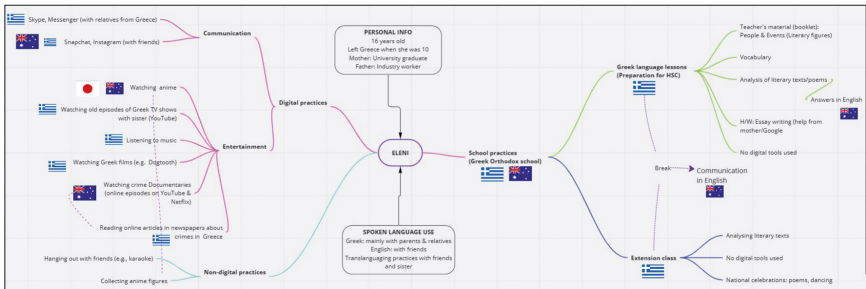 PERSONAL INFO
16 years old
Left Greece when she was 10
Mother: University graduate
Father: Industry worker
Skype, Messenger (with relatives from Greece)
Snapchat, Instagram (with friends)
Communication
Watching anime
Watching old episodes of Greek TV shows
with sister (YouTube)
Listening to music
Watching Greek films (e.g. Dogtooth)
Watching crime Documentaries
(online episodes on YouTube &
Netflix)
Reading online articles in newspapers about
crimes in Greece
Entertainment
Digital practices
Hanging out with friends (e.g., karaoke)
Collecting anime figures
Non-digital practices
ELENI
SPOKEN LANGUAGE USE
Greek: mainly with parents & relatives
English: with friends
Translanguaging practices with friends
and sister
School practices
(Greek Orthodox school)
Greek language lessons
(Preparation for HSC)
Teacher's material (booklet):
People & Events (Literary figures)
Vocabulary
Analysis of literary texts/poems
Answers in English
H/W: Essay writing (help from
mother/Google
No digital tools used
Break
Communication
in English
Extension class
Analysing literary texts
No digital tools used
National celebrations: poems, dancing